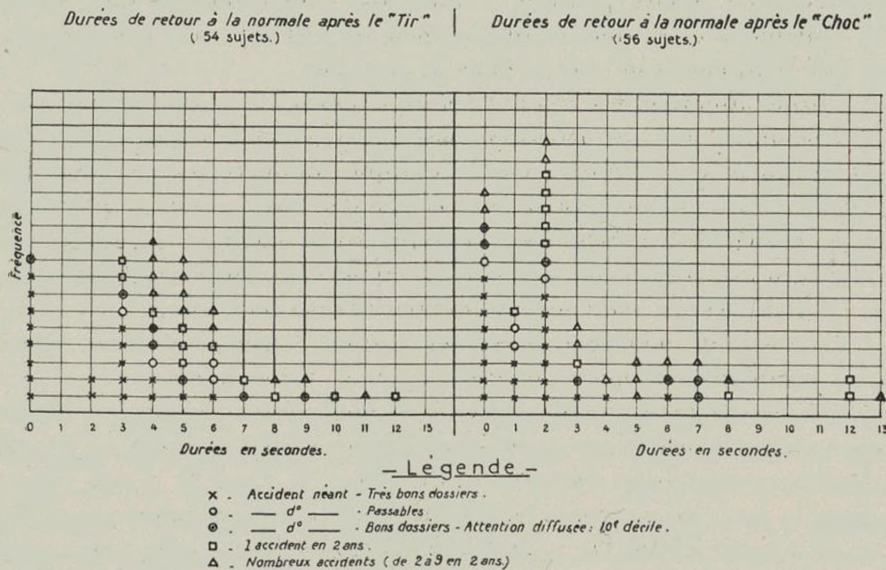 Durées de retour à la normale après le "Tir"
( 54 sujets.)
Durées de retour à la normale après le "Choc"
( 56 sujets.)
Fréquence
0 1 2 3 4 5 6 7 8 9 10 11 12 13
0 1 2 3 4 5 6 7 8 9 10 11 12 13
Durées en secondes.
Durées en secondes.
- Légende -
x . Accident néant - Très bons dossiers .
o . — d° — . Passables
⊙ . — d° — . Bons dossiers - Attention diffusée : 10e décile .
□ . 1 accident en 2 ans .
△ . Nombreux accidents ( de 2 à 9 en 2 ans.)